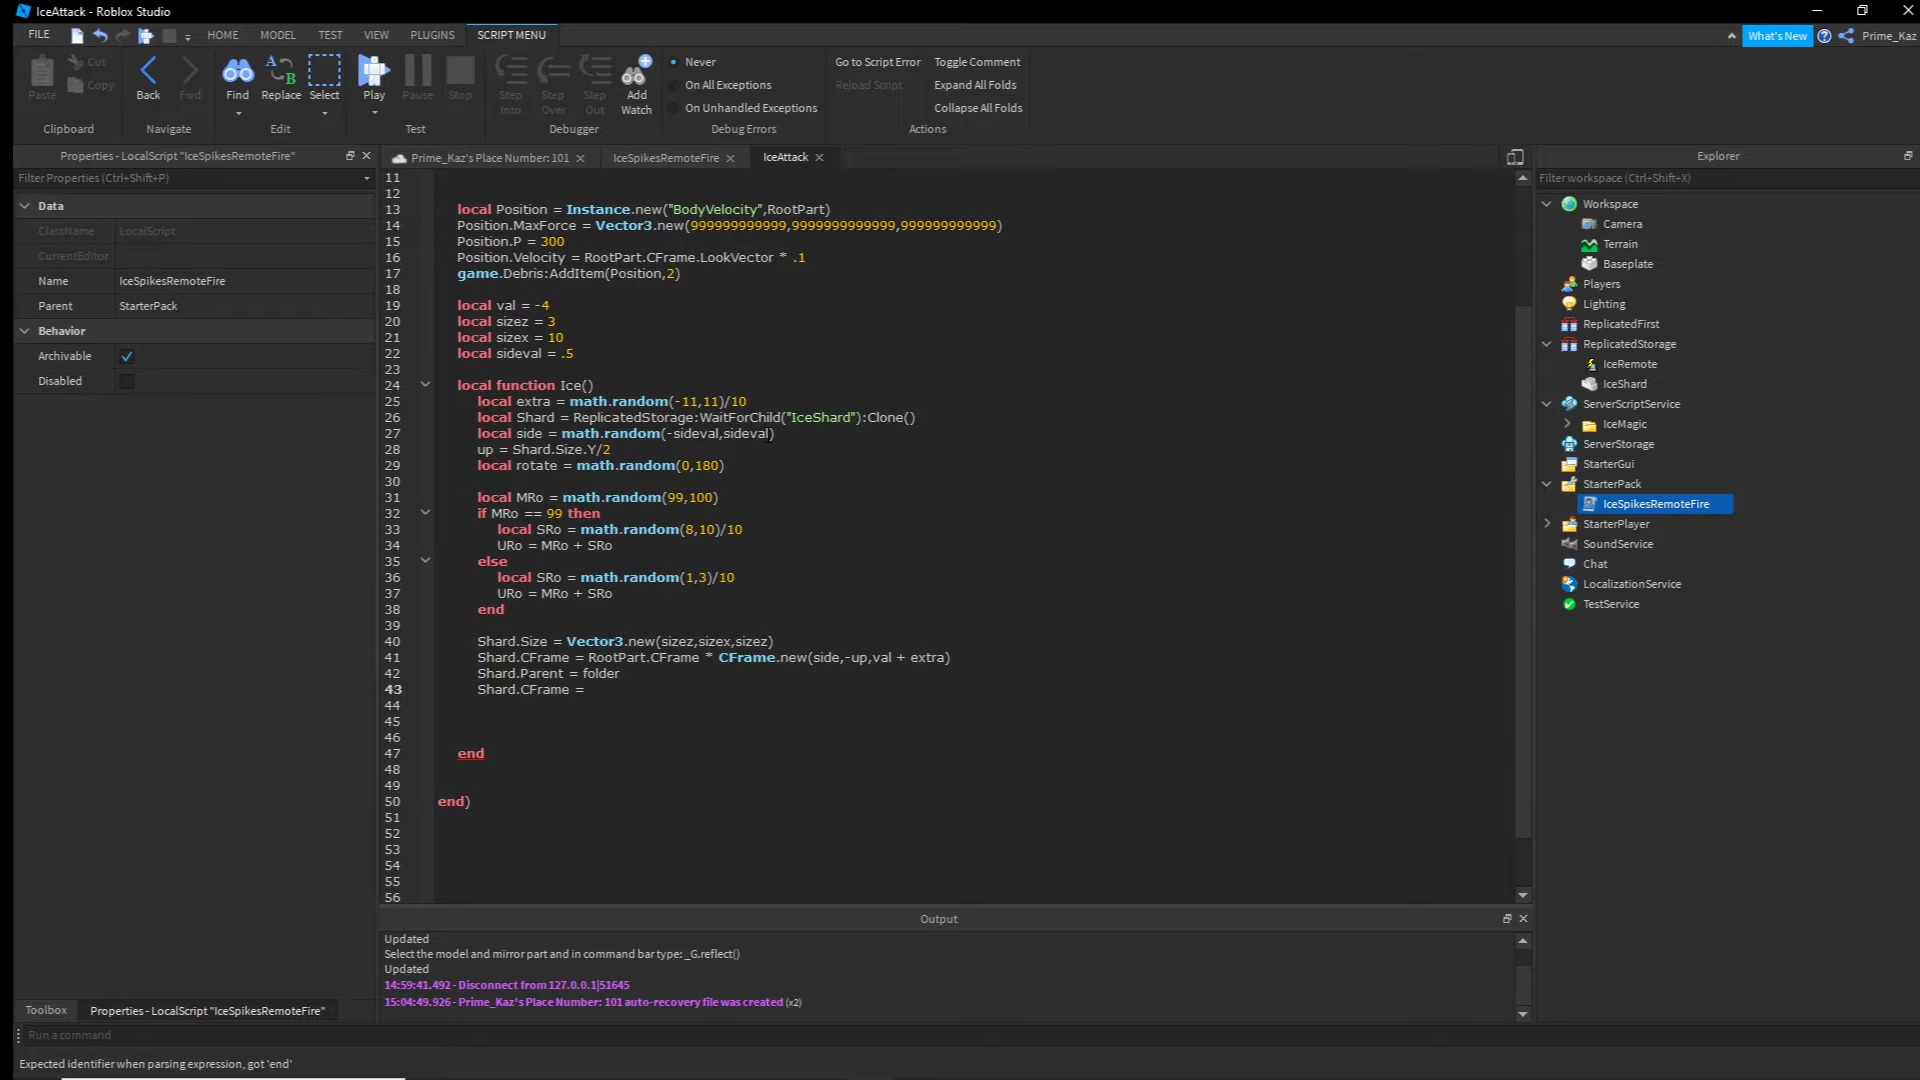 IceAttack - Roblox Studio
FILE HOME MODEL TEST VIEW PLUGINS SCRIPT MENU What's New Prime_Kaz
Paste Cut Copy Back Fwd Find Replace Select Play Pause Stop Step Into Step Over Step Out Add Watch
Never Go to Script Error Toggle Comment
On All Exceptions Reload Script Expand All Folds
On Unhandled Exceptions Collapse All Folds
Clipboard Navigate Edit Test Debugger Debug Errors Actions
Properties - LocalScript "IceSpikesRemoteFire"
Filter Properties (Ctrl+Shift+P)
Data
ClassName LocalScript
CurrentEditor
Name IceSpikesRemoteFire
Parent StarterPack
Behavior
Archivable
Disabled
Prime_Kaz's Place Number: 101 IceSpikesRemoteFire IceAttack
11
12
13 local Position = Instance.new("BodyVelocity",RootPart)
14 Position.MaxForce = Vector3.new(999999999999,9999999999999,999999999999)
15 Position.P = 300
16 Position.Velocity = RootPart.CFrame.LookVector * .1
17 game.Debris:AddItem(Position,2)
18
19 local val = -4
20 local sizez = 3
21 local sizex = 10
22 local sideval = .5
23
24 local function Ice()
25 local extra = math.random(-11,11)/10
26 local Shard = ReplicatedStorage:WaitForChild("IceShard"):Clone()
27 local side = math.random(-sideval,sideval)
28 up = Shard.Size.Y/2
29 local rotate = math.random(0,180)
30
31 local MRo = math.random(99,100)
32 if MRo == 99 then
33 local SRo = math.random(8,10)/10
34 URo = MRo + SRo
35 else
36 local SRo = math.random(1,3)/10
37 URo = MRo + SRo
38 end
39
40 Shard.Size = Vector3.new(sizez,sizex,sizez)
41 Shard.CFrame = RootPart.CFrame * CFrame.new(side,-up,val + extra)
42 Shard.Parent = folder
43 Shard.CFrame =
44
45
46
47 end
48
49
50 end)
51
52
53
54
55
56
Output
Updated
Select the model and mirror part and in command bar type: _G.reflect()
Updated
14:59:41.492 - Disconnect from 127.0.0.1|51645
15:04:49.926 - Prime_Kaz's Place Number: 101 auto-recovery file was created (x2)
Explorer
Filter workspace (Ctrl+Shift+X)
Workspace
Camera
Terrain
Baseplate
Players
Lighting
ReplicatedFirst
ReplicatedStorage
IceRemote
IceShard
ServerScriptService
IceMagic
ServerStorage
StarterGui
StarterPack
IceSpikesRemoteFire
StarterPlayer
SoundService
Chat
LocalizationService
TestService
Toolbox Properties - LocalScript "IceSpikesRemoteFire"
Run a command
Expected identifier when parsing expression, got 'end'